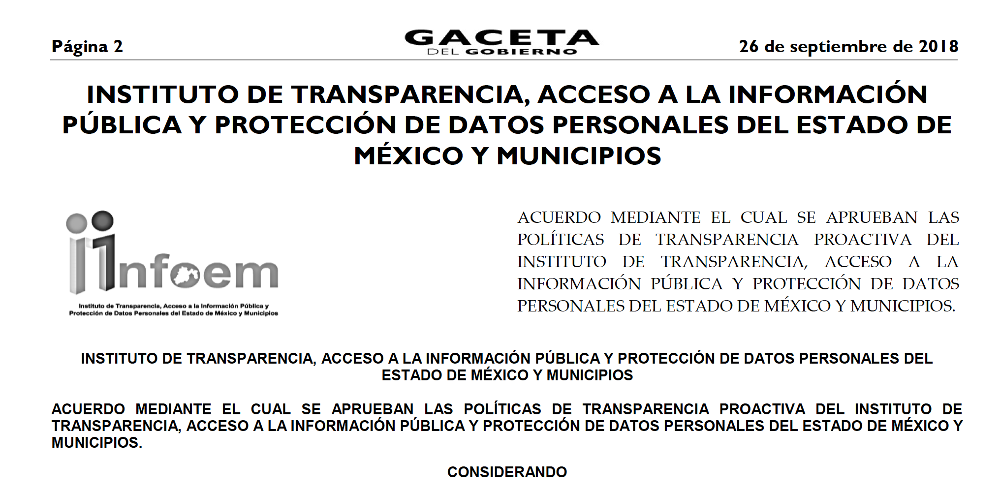 Página 2
GACETA
DEL GOBIERNO
26 de septiembre de 2018
INSTITUTO DE TRANSPARENCIA, ACCESO A LA INFORMACIÓN
PÚBLICA Y PROTECCIÓN DE DATOS PERSONALES DEL ESTADO DE
MÉXICO Y MUNICIPIOS
infoem
Instituto de Transparencia, Acceso a la Información Pública y
Protección de Datos Personales del Estado de México y Municipios
ACUERDO MEDIANTE EL CUAL SE APRUEBAN LAS
POLÍTICAS DE TRANSPARENCIA PROACTIVA DEL
INSTITUTO DE TRANSPARENCIA, ACCESO A LA
INFORMACIÓN PÚBLICA Y PROTECCIÓN DE DATOS
PERSONALES DEL ESTADO DE MÉXICO Y MUNICIPIOS.
INSTITUTO DE TRANSPARENCIA, ACCESO A LA INFORMACIÓN PÚBLICA Y PROTECCIÓN DE DATOS PERSONALES DEL
ESTADO DE MÉXICO Y MUNICIPIOS
ACUERDO MEDIANTE EL CUAL SE APRUEBAN LAS POLÍTICAS DE TRANSPARENCIA PROACTIVA DEL INSTITUTO DE
TRANSPARENCIA, ACCESO A LA INFORMACIÓN PÚBLICA Y PROTECCIÓN DE DATOS PERSONALES DEL ESTADO DE MÉXICO Y
MUNICIPIOS.
CONSIDERANDO